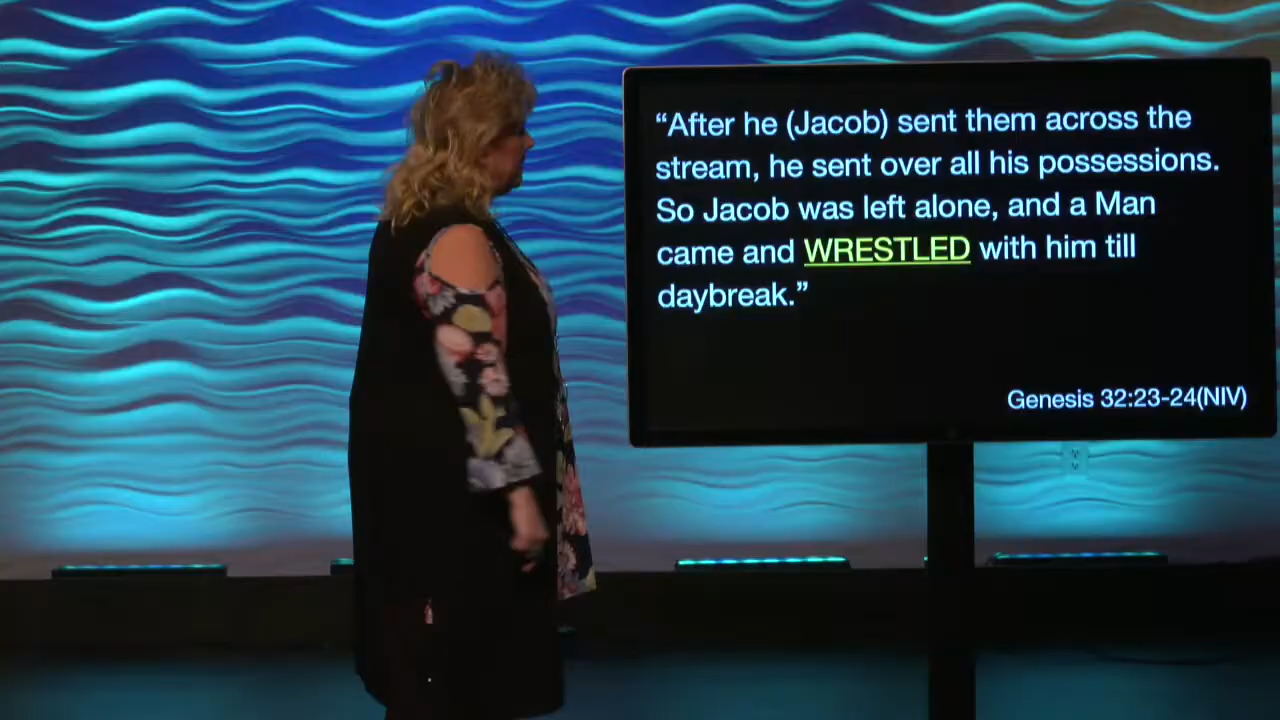 “After he (Jacob) sent them across the
stream, he sent over all his possessions.
So Jacob was left alone, and a Man
came and WRESTLED with him till
daybreak.”
Genesis 32:23-24(NIV)